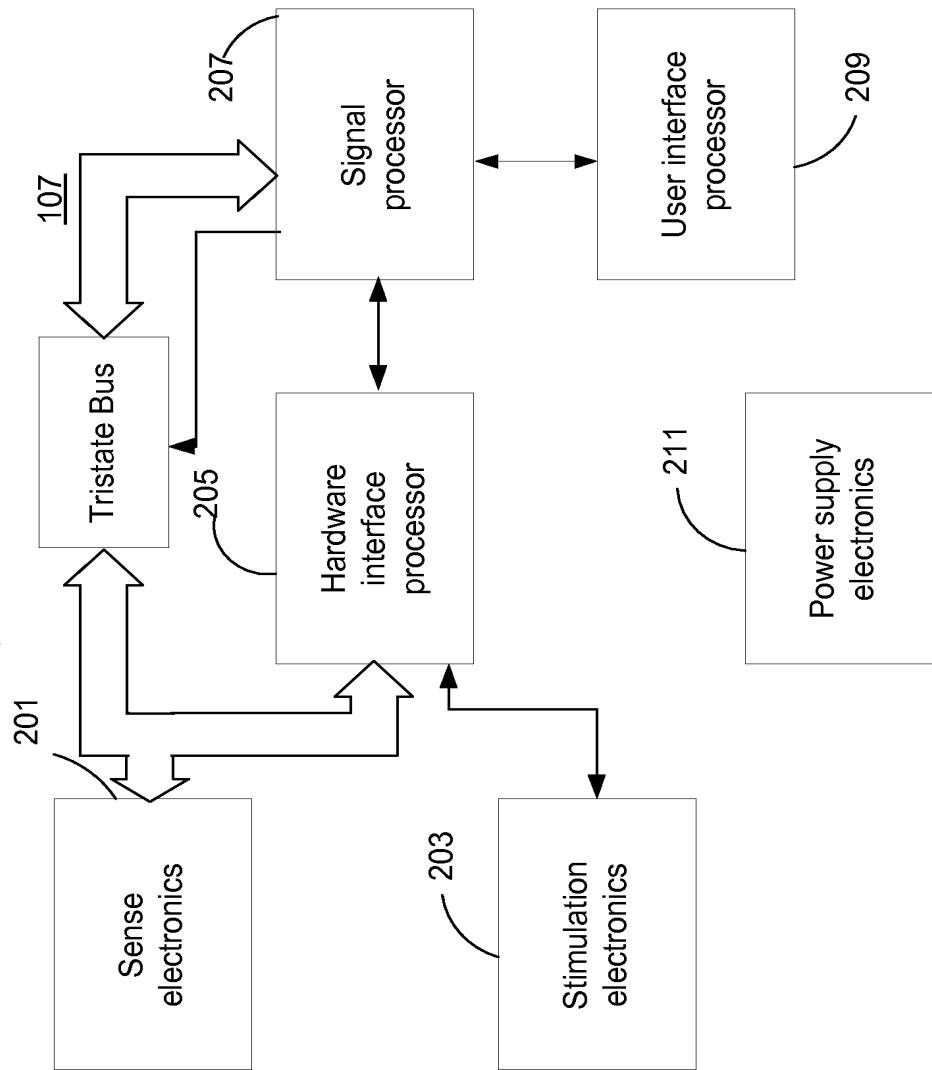 107
201
Sense
electronics
Tristate Bus
207
Signal
processor
205
Hardware
interface
processor
203
Stimulation
electronics
211
Power supply
electronics
User interface
processor
209